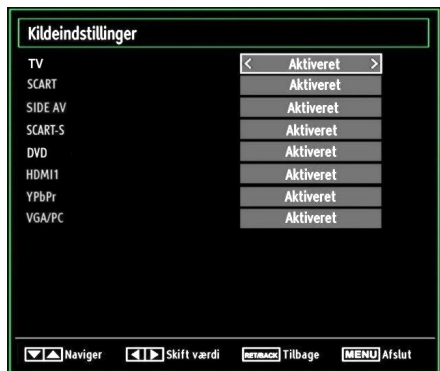 Kildeindstillinger
TV < Aktiveret >
SCART Aktiveret
SIDE AV Aktiveret
SCART-S Aktiveret
DVD Aktiveret
HDMI1 Aktiveret
YPbPr Aktiveret
VGA/PC Aktiveret
Naviger Skift værdi RET/BACK Tilbage MENU Afslut